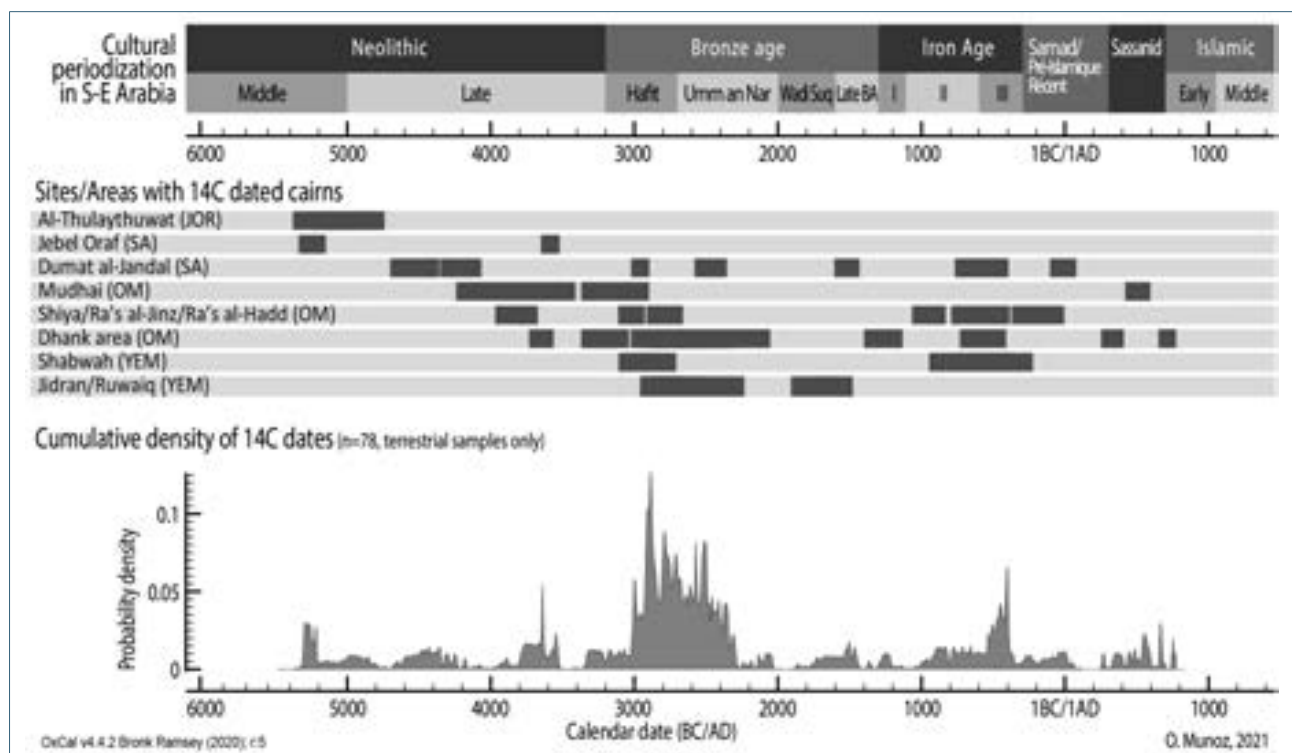 Cultural
periodization
in S-E Arabia
Neolithic
Bronze age
Iron Age
Samad/
Pré-islamique
Récent
Sassanid
Islamic
Middle
Late
Hafit
Umm an Nar
Wadi Suq
Late BA
I
II
III
Early
Middle
6000 5000 4000 3000 2000 1000 1BC/1AD 1000
Sites/Areas with 14C dated cairns
Al-Thulaythuwat (JOR)
Jebel Oraf (SA)
Dumat al-Jandal (SA)
Mudhai (OM)
Shiya/Ra's al-Jinz/Ra's al-Hadd (OM)
Dhank area (OM)
Shabwah (YEM)
Jidran/Ruwaiq (YEM)
Cumulative density of 14C dates (n=78, terrestrial samples only)
Probability density
0.1
0.05
0
6000 5000 4000 3000 2000 1000 1BC/1AD 1000
Calendar date (BC/AD)
OxCal v4.4.2 Bronk Ramsey (2020); r:5
O. Munoz, 2021